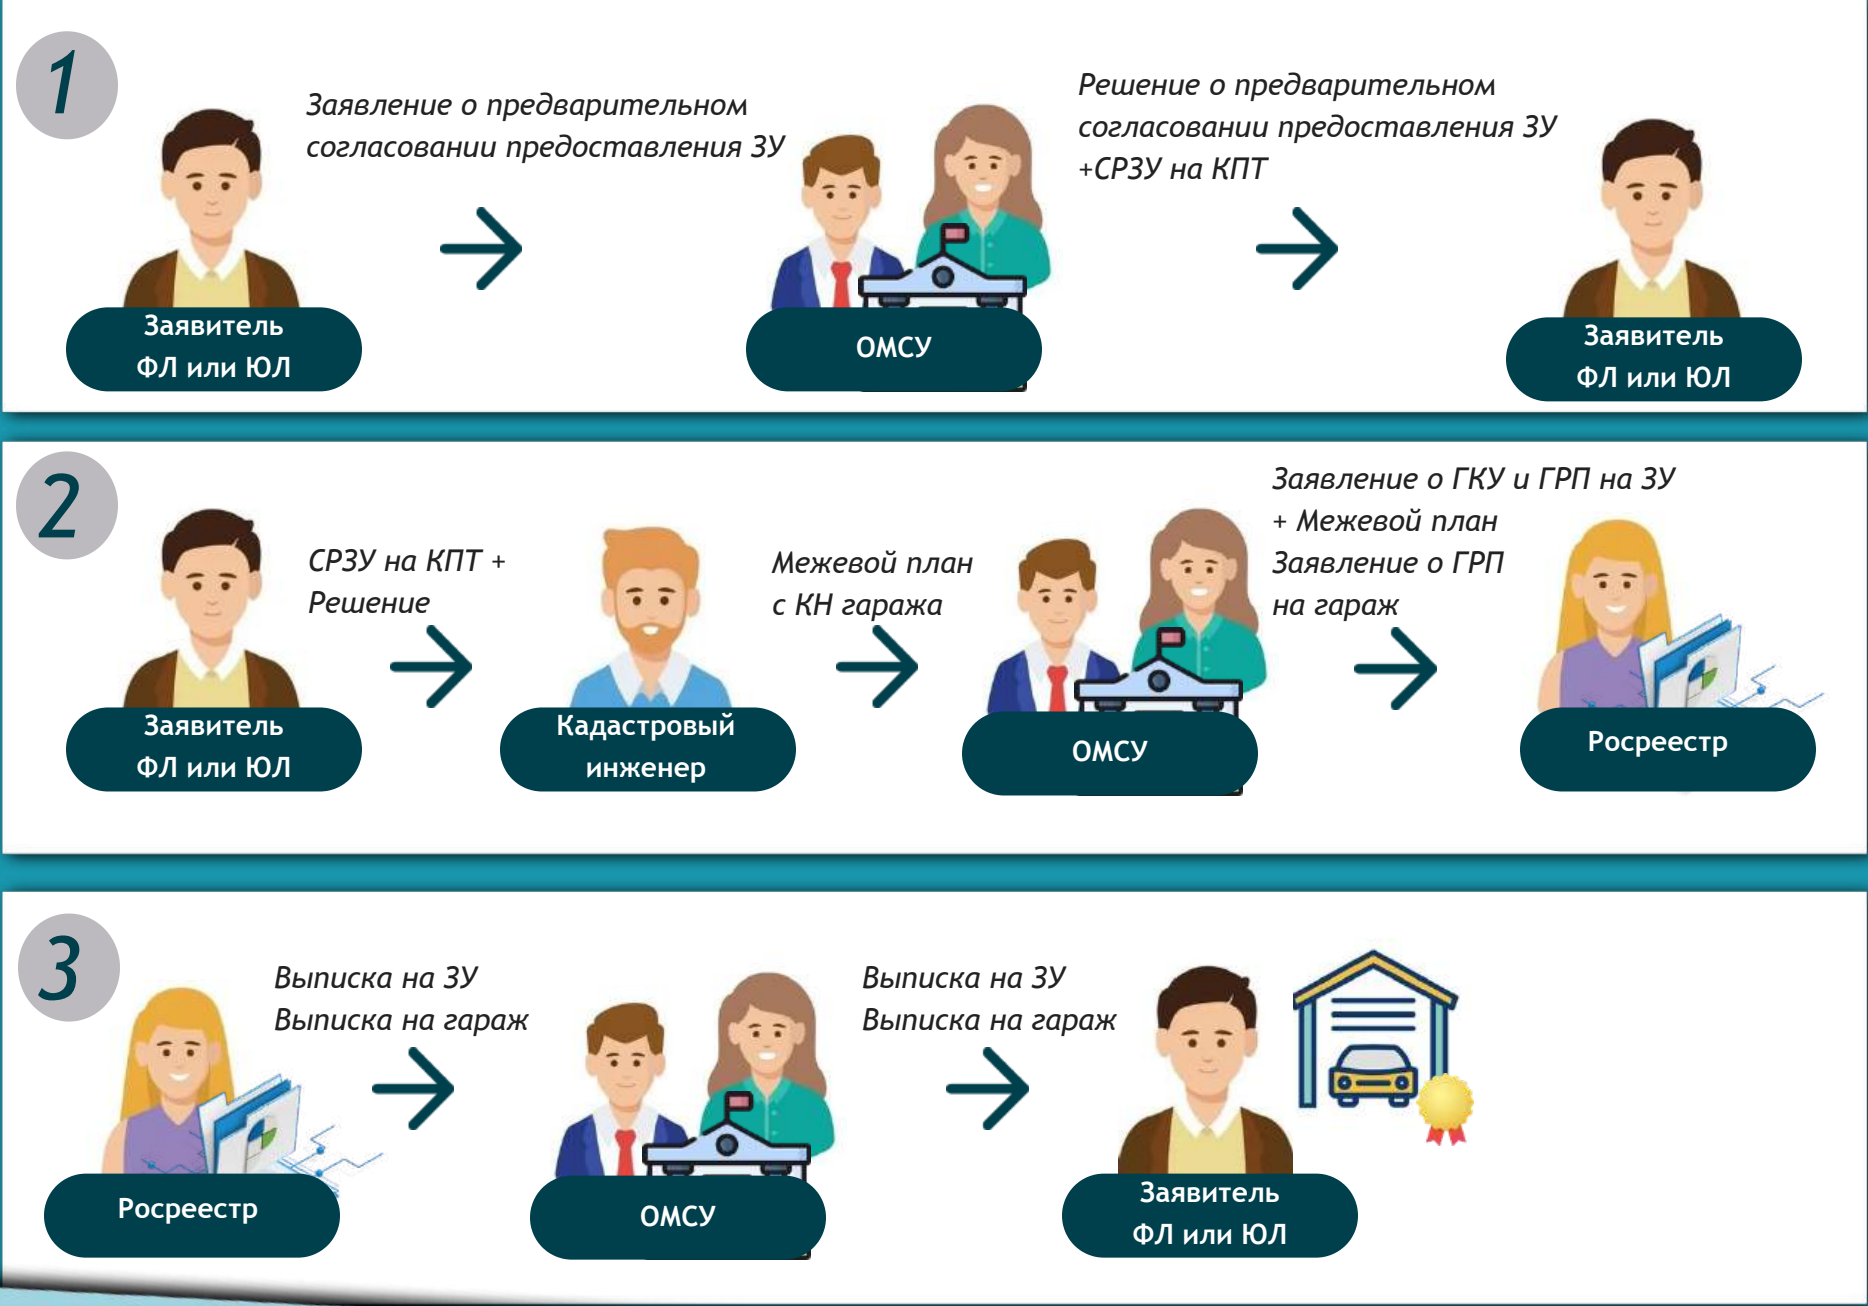 1
Заявление о предварительном
согласовании предоставления ЗУ
Решение о предварительном
согласовании предоставления ЗУ
+СРЗУ на КПТ
Заявитель
ФЛ или ЮЛ
ОМСУ
Заявитель
ФЛ или ЮЛ
2
СРЗУ на КПТ +
Решение
Межевой план
с КН гаража
Заявление о ГКУ и ГРП на ЗУ
+ Межевой план
Заявление о ГРП
на гараж
Заявитель
ФЛ или ЮЛ
Кадастровый
инженер
ОМСУ
Росреестр
3
Выписка на ЗУ
Выписка на гараж
Выписка на ЗУ
Выписка на гараж
Росреестр
ОМСУ
Заявитель
ФЛ или ЮЛ